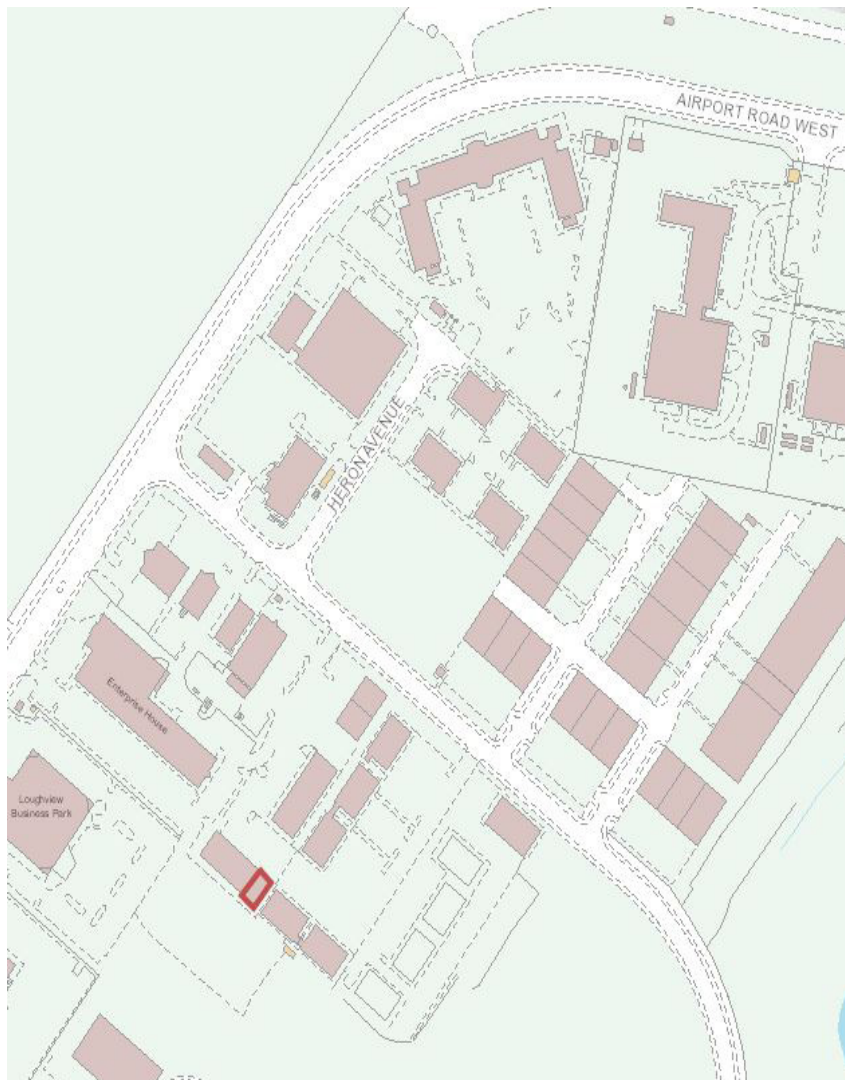 AIRPORT ROAD WEST
HERON AVENUE
Enterprise House
Loughview
Business Park